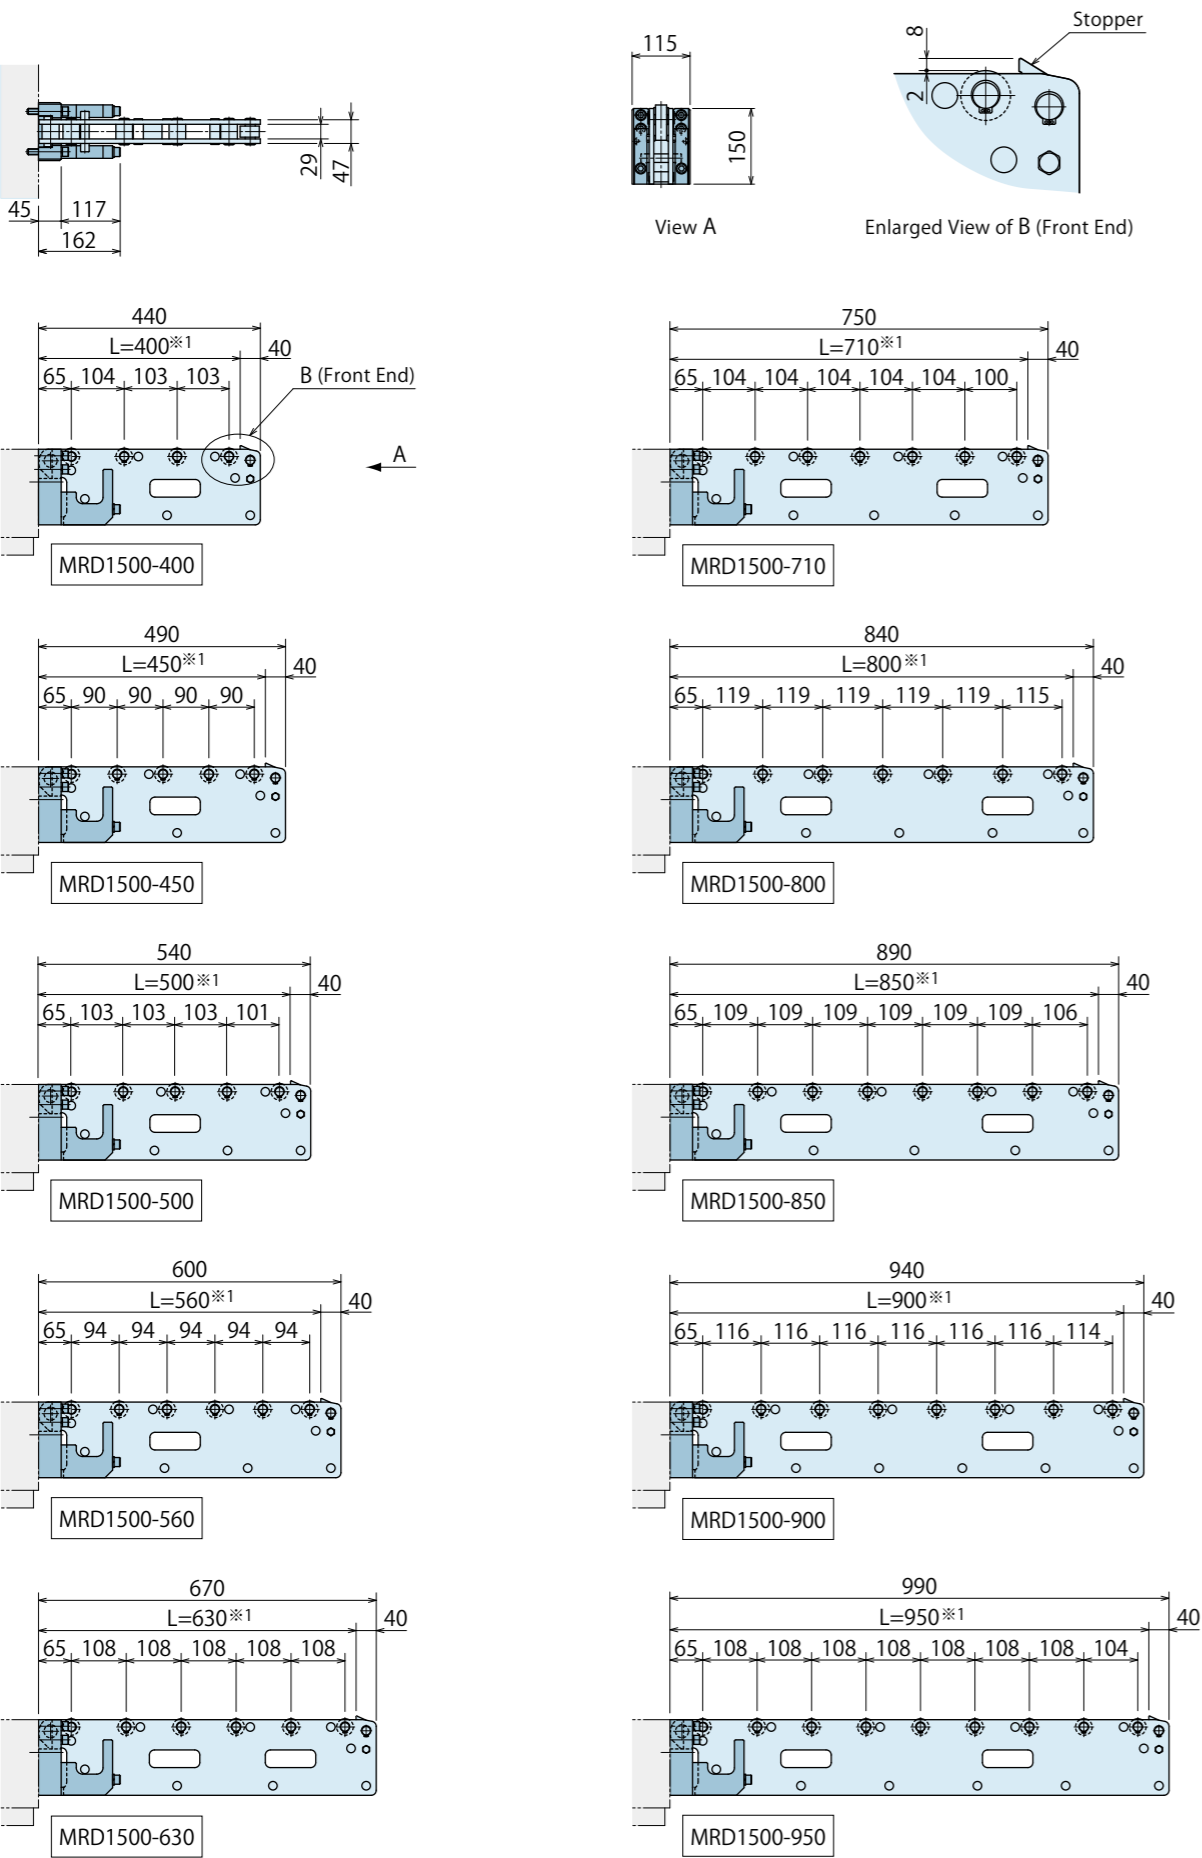 45
117
162
29
47
115
150
View A
8
2
Stopper
Enlarged View of B (Front End)
440
L=400※1
40
65 104 103 103
B (Front End)
A
MRD1500-400
750
L=710※1
40
65 104 104 104 104 104 100
MRD1500-710
490
L=450※1
40
65 90 90 90 90
MRD1500-450
840
L=800※1
40
65 119 119 119 119 119 115
MRD1500-800
540
L=500※1
40
65 103 103 103 101
MRD1500-500
890
L=850※1
40
65 109 109 109 109 109 109 106
MRD1500-850
600
L=560※1
40
65 94 94 94 94 94
MRD1500-560
940
L=900※1
40
65 116 116 116 116 116 116 114
MRD1500-900
670
L=630※1
40
65 108 108 108 108 108
MRD1500-630
990
L=950※1
40
65 108 108 108 108 108 108 108 104
MRD1500-950